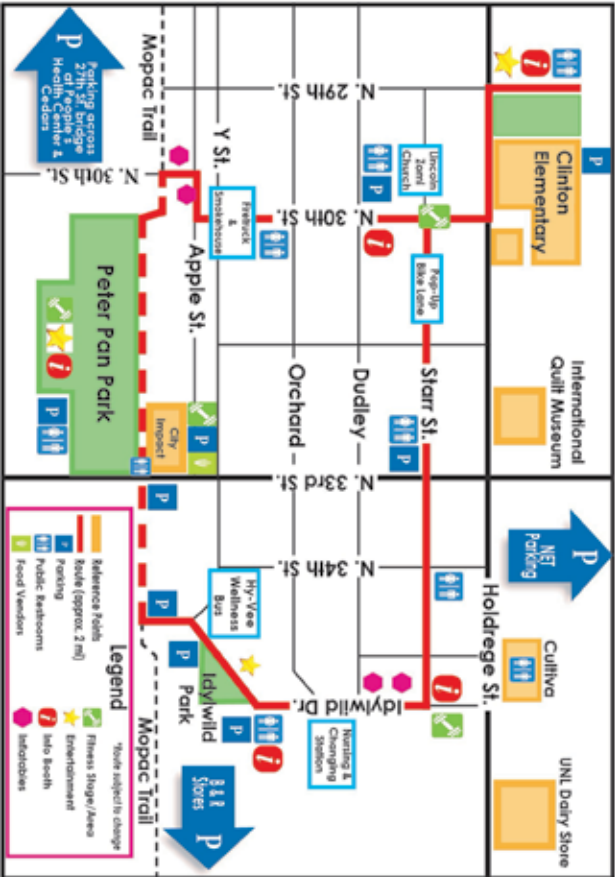 P
Parking across
27th St. bridge
at People's
Health Center &
Cedars
Mopac Trail
N. 29th St.
Clinton
Elementary
P
N. 30th St.
Y St.
Firetruck
&
Smokehouse
N. 30th St.
P
Lincoln
2oml
Church
Pop-Up
Bike Lane
Peter Pan Park
Apple St.
Orchard
Dudley
Starr St.
International
Quilt Museum
P
City
Impact
P
P
P
N. 33rd St.
P
NET
Parking
P
Hy-Vee
Wellness
Bus
N. 34th St.
Holdrege St.
Cultiva
P
Idylwild
Park
P
Idylwild Dr.
Nursing &
Changing
Station
UNL Dairy Store
B&R
Stores
P
Mopac Trail
Legend
*Route subject to change
Reference Points
Route (approx. 2 mi)
P Parking
Public Restrooms
Food Vendors
Fitness Stage/Area
Entertainment
i Info Booth
Inflatables